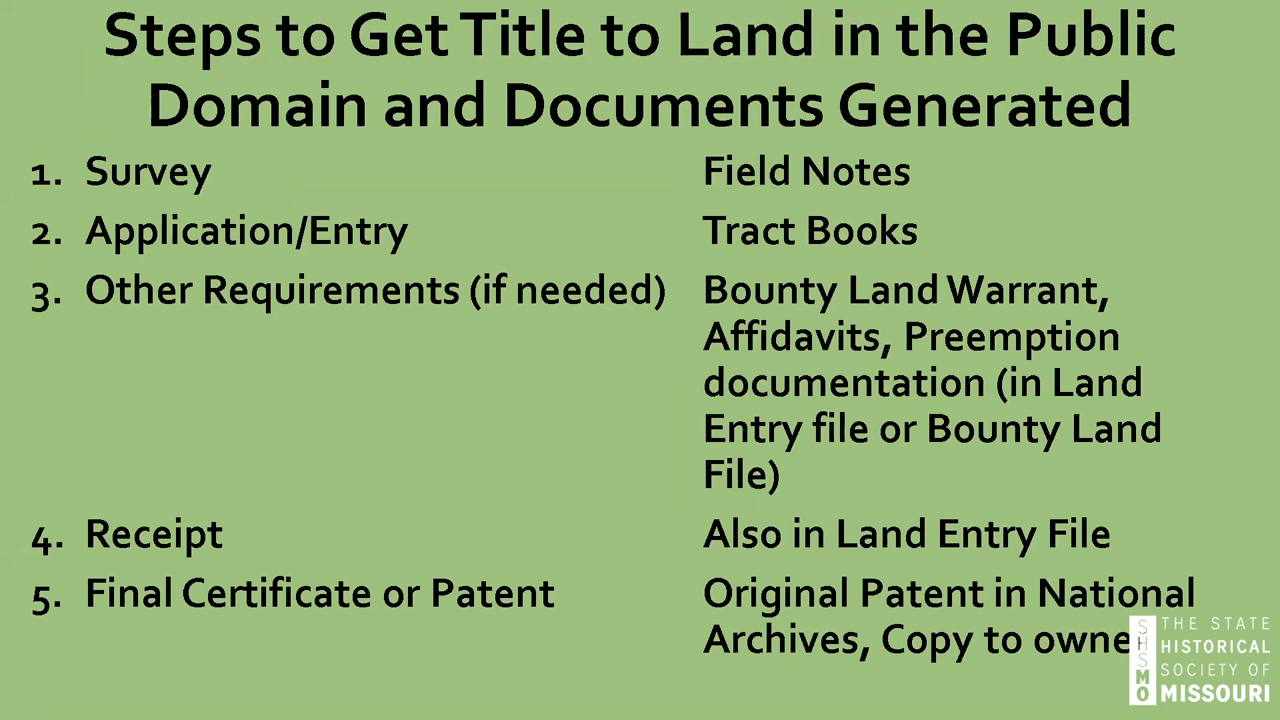 Steps to Get Title to Land in the Public
Domain and Documents Generated
1. Survey
Field Notes
2. Application/Entry
Tract Books
3. Other Requirements (if needed)
Bounty Land Warrant,
Affidavits, Preemption
documentation (in Land
Entry file or Bounty Land
File)
4. Receipt
Also in Land Entry File
5. Final Certificate or Patent
Original Patent in National
Archives, Copy to owne
SHSMO
THE STATE
HISTORICAL
SOCIETY OF
MISSOURI